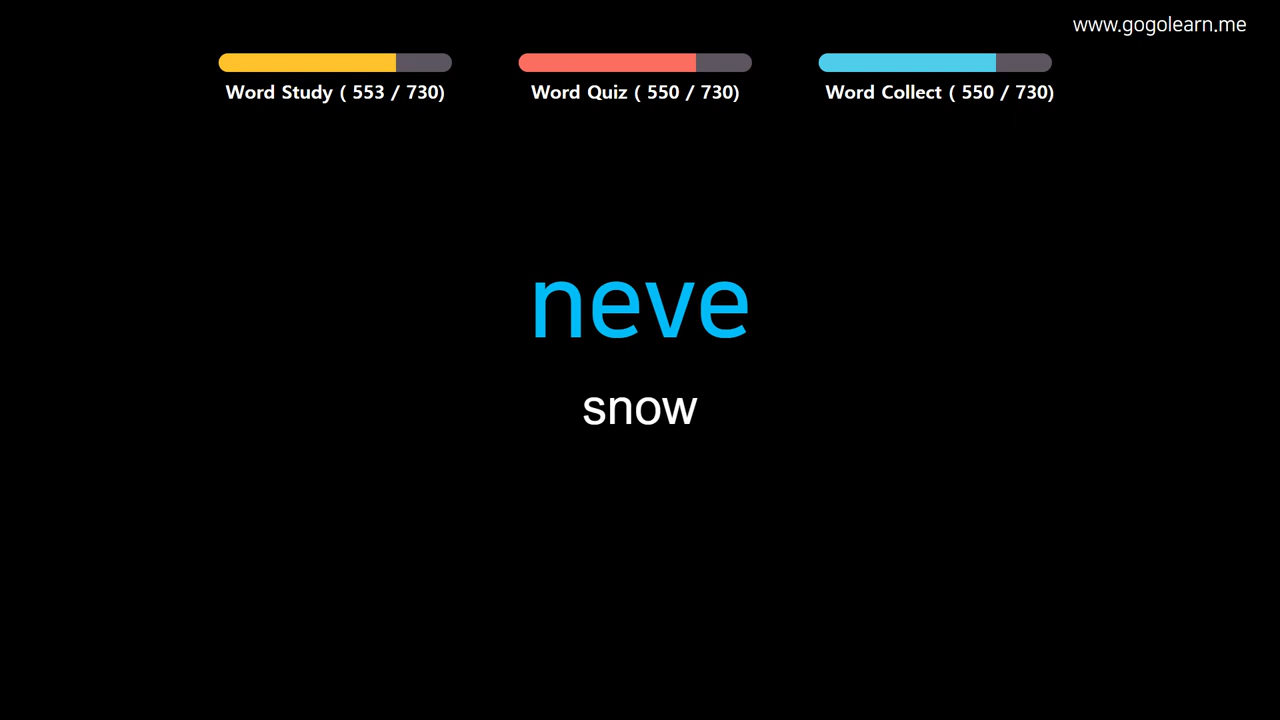 www.gogolearn.me
Word Study ( 553 / 730)
Word Quiz ( 550 / 730)
Word Collect ( 550 / 730)
neve
snow